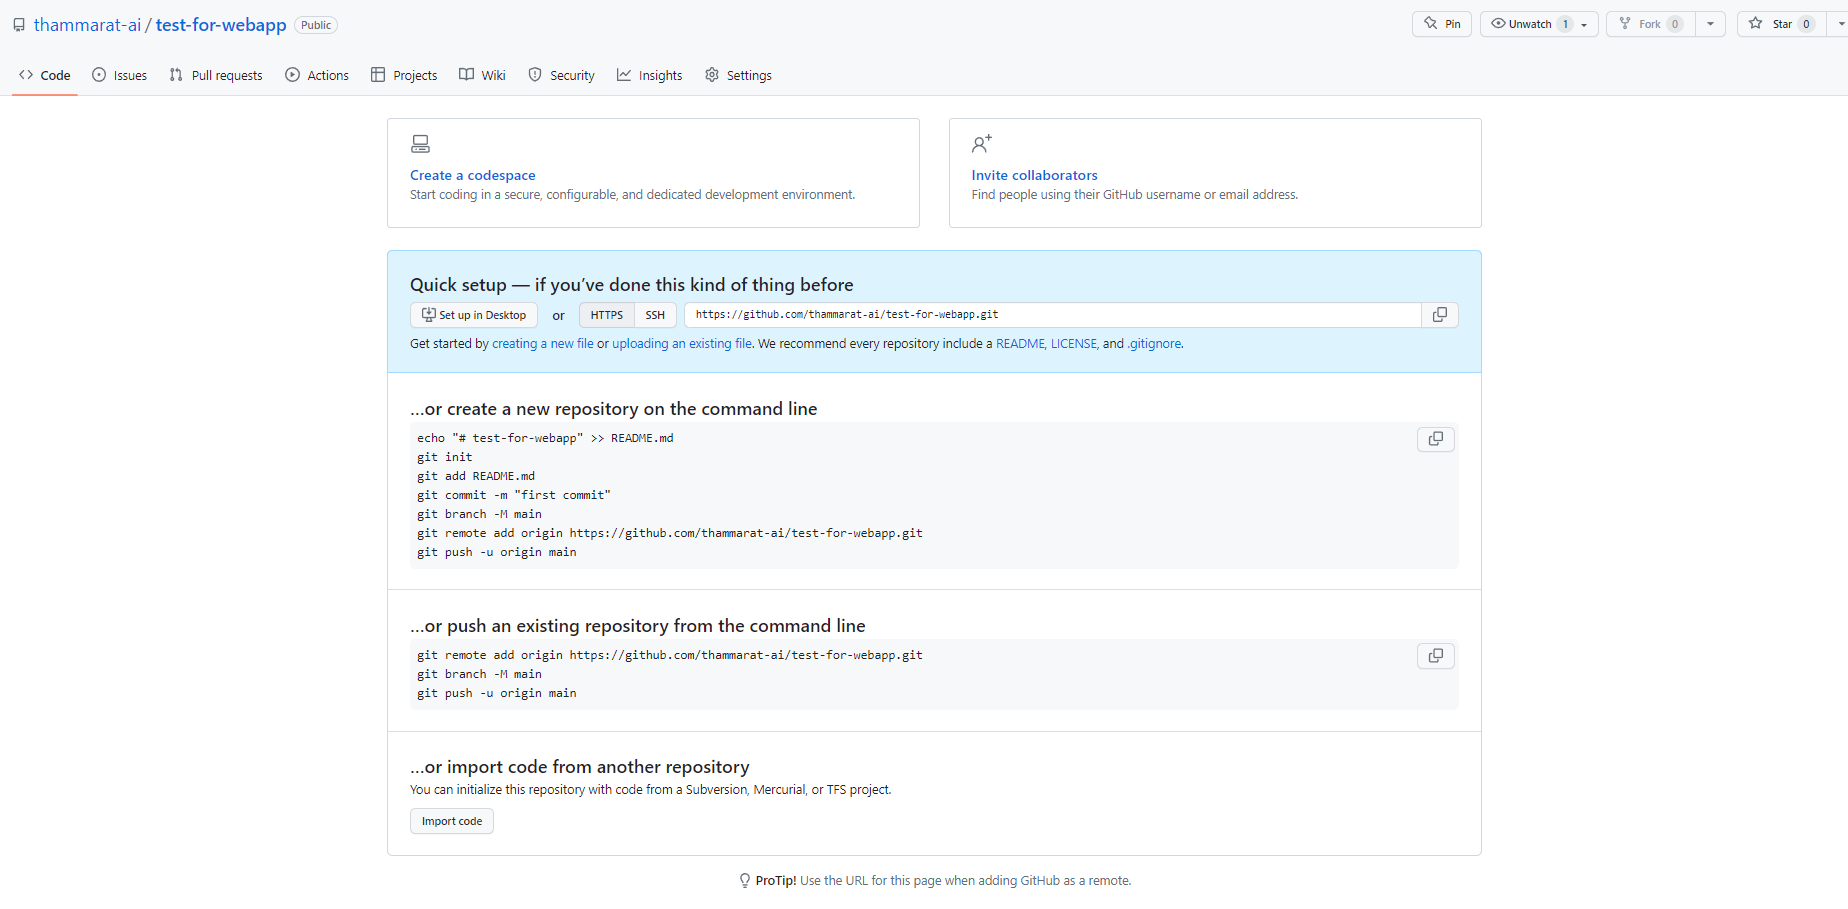 thammarat-ai / test-for-webapp Public
Pin
Unwatch 1
Fork 0
Star 0
Code
Issues
Pull requests
Actions
Projects
Wiki
Security
Insights
Settings
Create a codespace
Start coding in a secure, configurable, and dedicated development environment.
Invite collaborators
Find people using their GitHub username or email address.
Quick setup — if you’ve done this kind of thing before
Set up in Desktop or HTTPS SSH https://github.com/thammarat-ai/test-for-webapp.git
Get started by creating a new file or uploading an existing file. We recommend every repository include a README, LICENSE, and .gitignore.
…or create a new repository on the command line
echo "# test-for-webapp" >> README.md
git init
git add README.md
git commit -m "first commit"
git branch -M main
git remote add origin https://github.com/thammarat-ai/test-for-webapp.git
git push -u origin main
…or push an existing repository from the command line
git remote add origin https://github.com/thammarat-ai/test-for-webapp.git
git branch -M main
git push -u origin main
…or import code from another repository
You can initialize this repository with code from a Subversion, Mercurial, or TFS project.
Import code
ProTip! Use the URL for this page when adding GitHub as a remote.